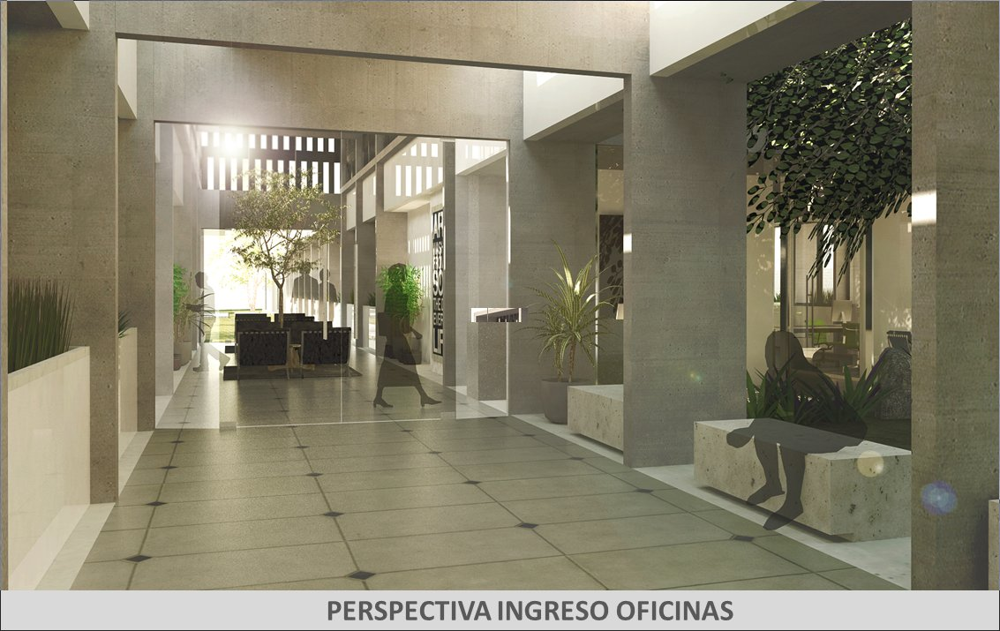 PERSPECTIVA INGRESO OFICINAS